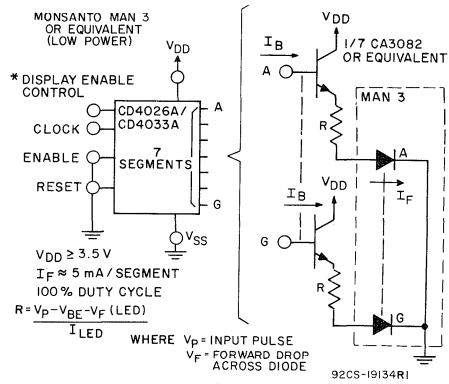 MONSANTO MAN 3
OR EQUIVALENT
(LOW POWER)
VDD
* DISPLAY ENABLE
CONTROL
CD4026A/
CD4033A
7
SEGMENTS
CLOCK
ENABLE
RESET
A
G
VSS
VDD ≥ 3.5 V
IF ≈ 5 mA/SEGMENT
100 % DUTY CYCLE
R = VP-VBE-VF (LED)
ILED
WHERE VP = INPUT PULSE
VF = FORWARD DROP
ACROSS DIODE
VDD
IB
A
1/7 CA3082
OR EQUIVALENT
MAN 3
R
A
IF
VDD
IB
G
R
G
92CS-19134R1